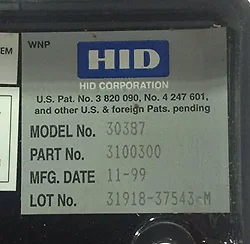 WNP
HID
HID CORPORATION
U.S. Pat. No. 3 820 090, No. 4 247 601,
and other U.S. & foreign Pats. pending
MODEL No. 30387
PART No. 3100300
MFG. DATE 11-99
LOT No. 31918-37543-M